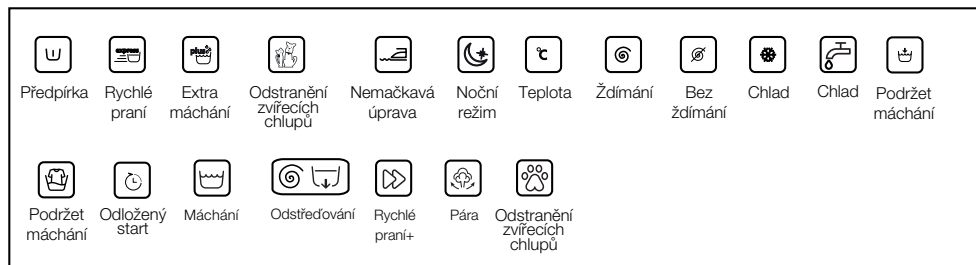 express
plus
℃
Předpírka Rychlé Extra Odstranění Nemačkavá Noční Teplota Ždímání Bez Chlad Chlad Podržet
praní máchání zvířecích úprava režim ždímání máchání
chlupů
Podržet Odložený Máchání Odstřeďování Rychlé Pára Odstranění
máchání start praní+ zvířecích
chlupů